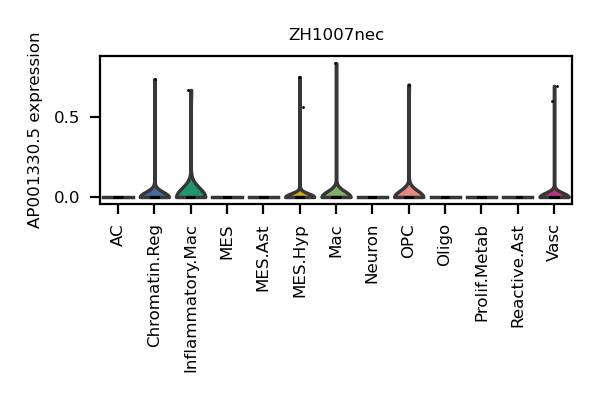 ZH1007nec
AP001330.5 expression
0.5
0.0
AC
Chromatin.Reg
Inflammatory.Mac
MES
MES.Ast
MES.Hyp
Mac
Neuron
OPC
Oligo
Prolif.Metab
Reactive.Ast
Vasc